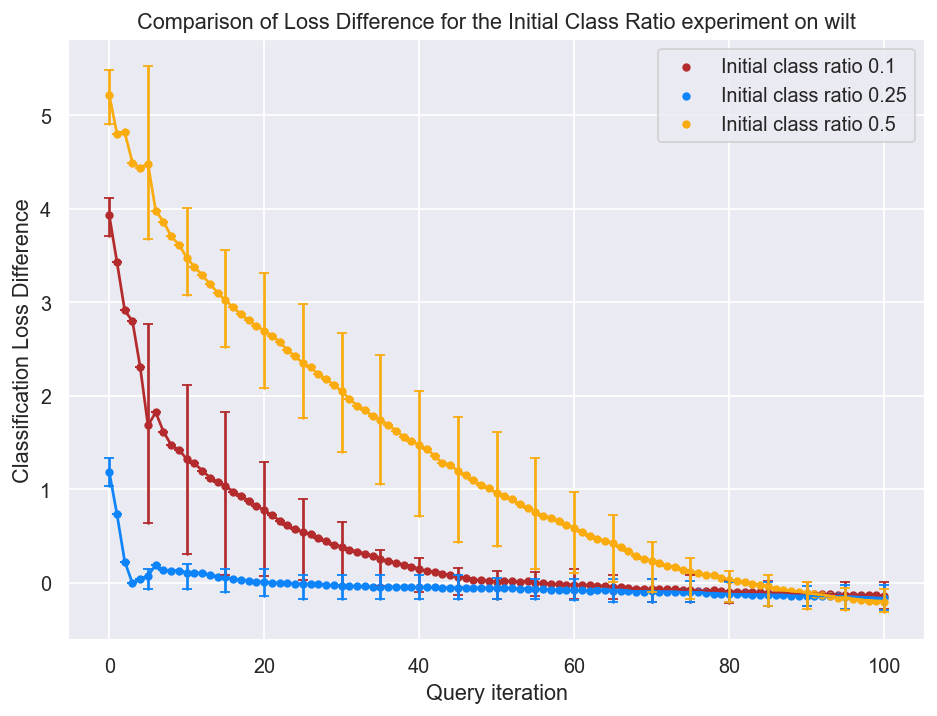 Comparison of Loss Difference for the Initial Class Ratio experiment on wilt
Initial class ratio 0.1
Initial class ratio 0.25
Initial class ratio 0.5
Classification Loss Difference
5
4
3
2
1
0
0 20 40 60 80 100
Query iteration